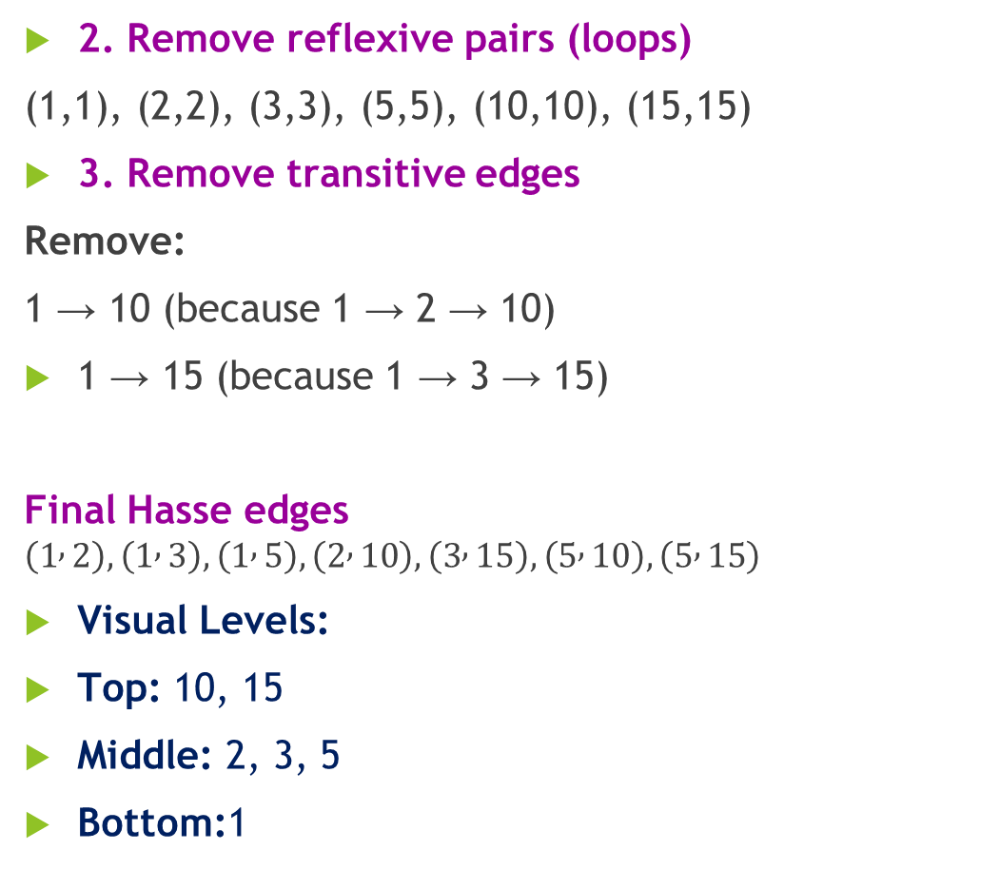 ▶ 2. Remove reflexive pairs (loops)
(1,1), (2,2), (3,3), (5,5), (10,10), (15,15)
▶ 3. Remove transitive edges
Remove:
1 → 10 (because 1 → 2 → 10)
▶ 1 → 15 (because 1 → 3 → 15)
Final Hasse edges
(1, 2), (1, 3), (1, 5), (2, 10), (3, 15), (5, 10), (5, 15)
▶ Visual Levels:
▶ Top: 10, 15
▶ Middle: 2, 3, 5
▶ Bottom:1